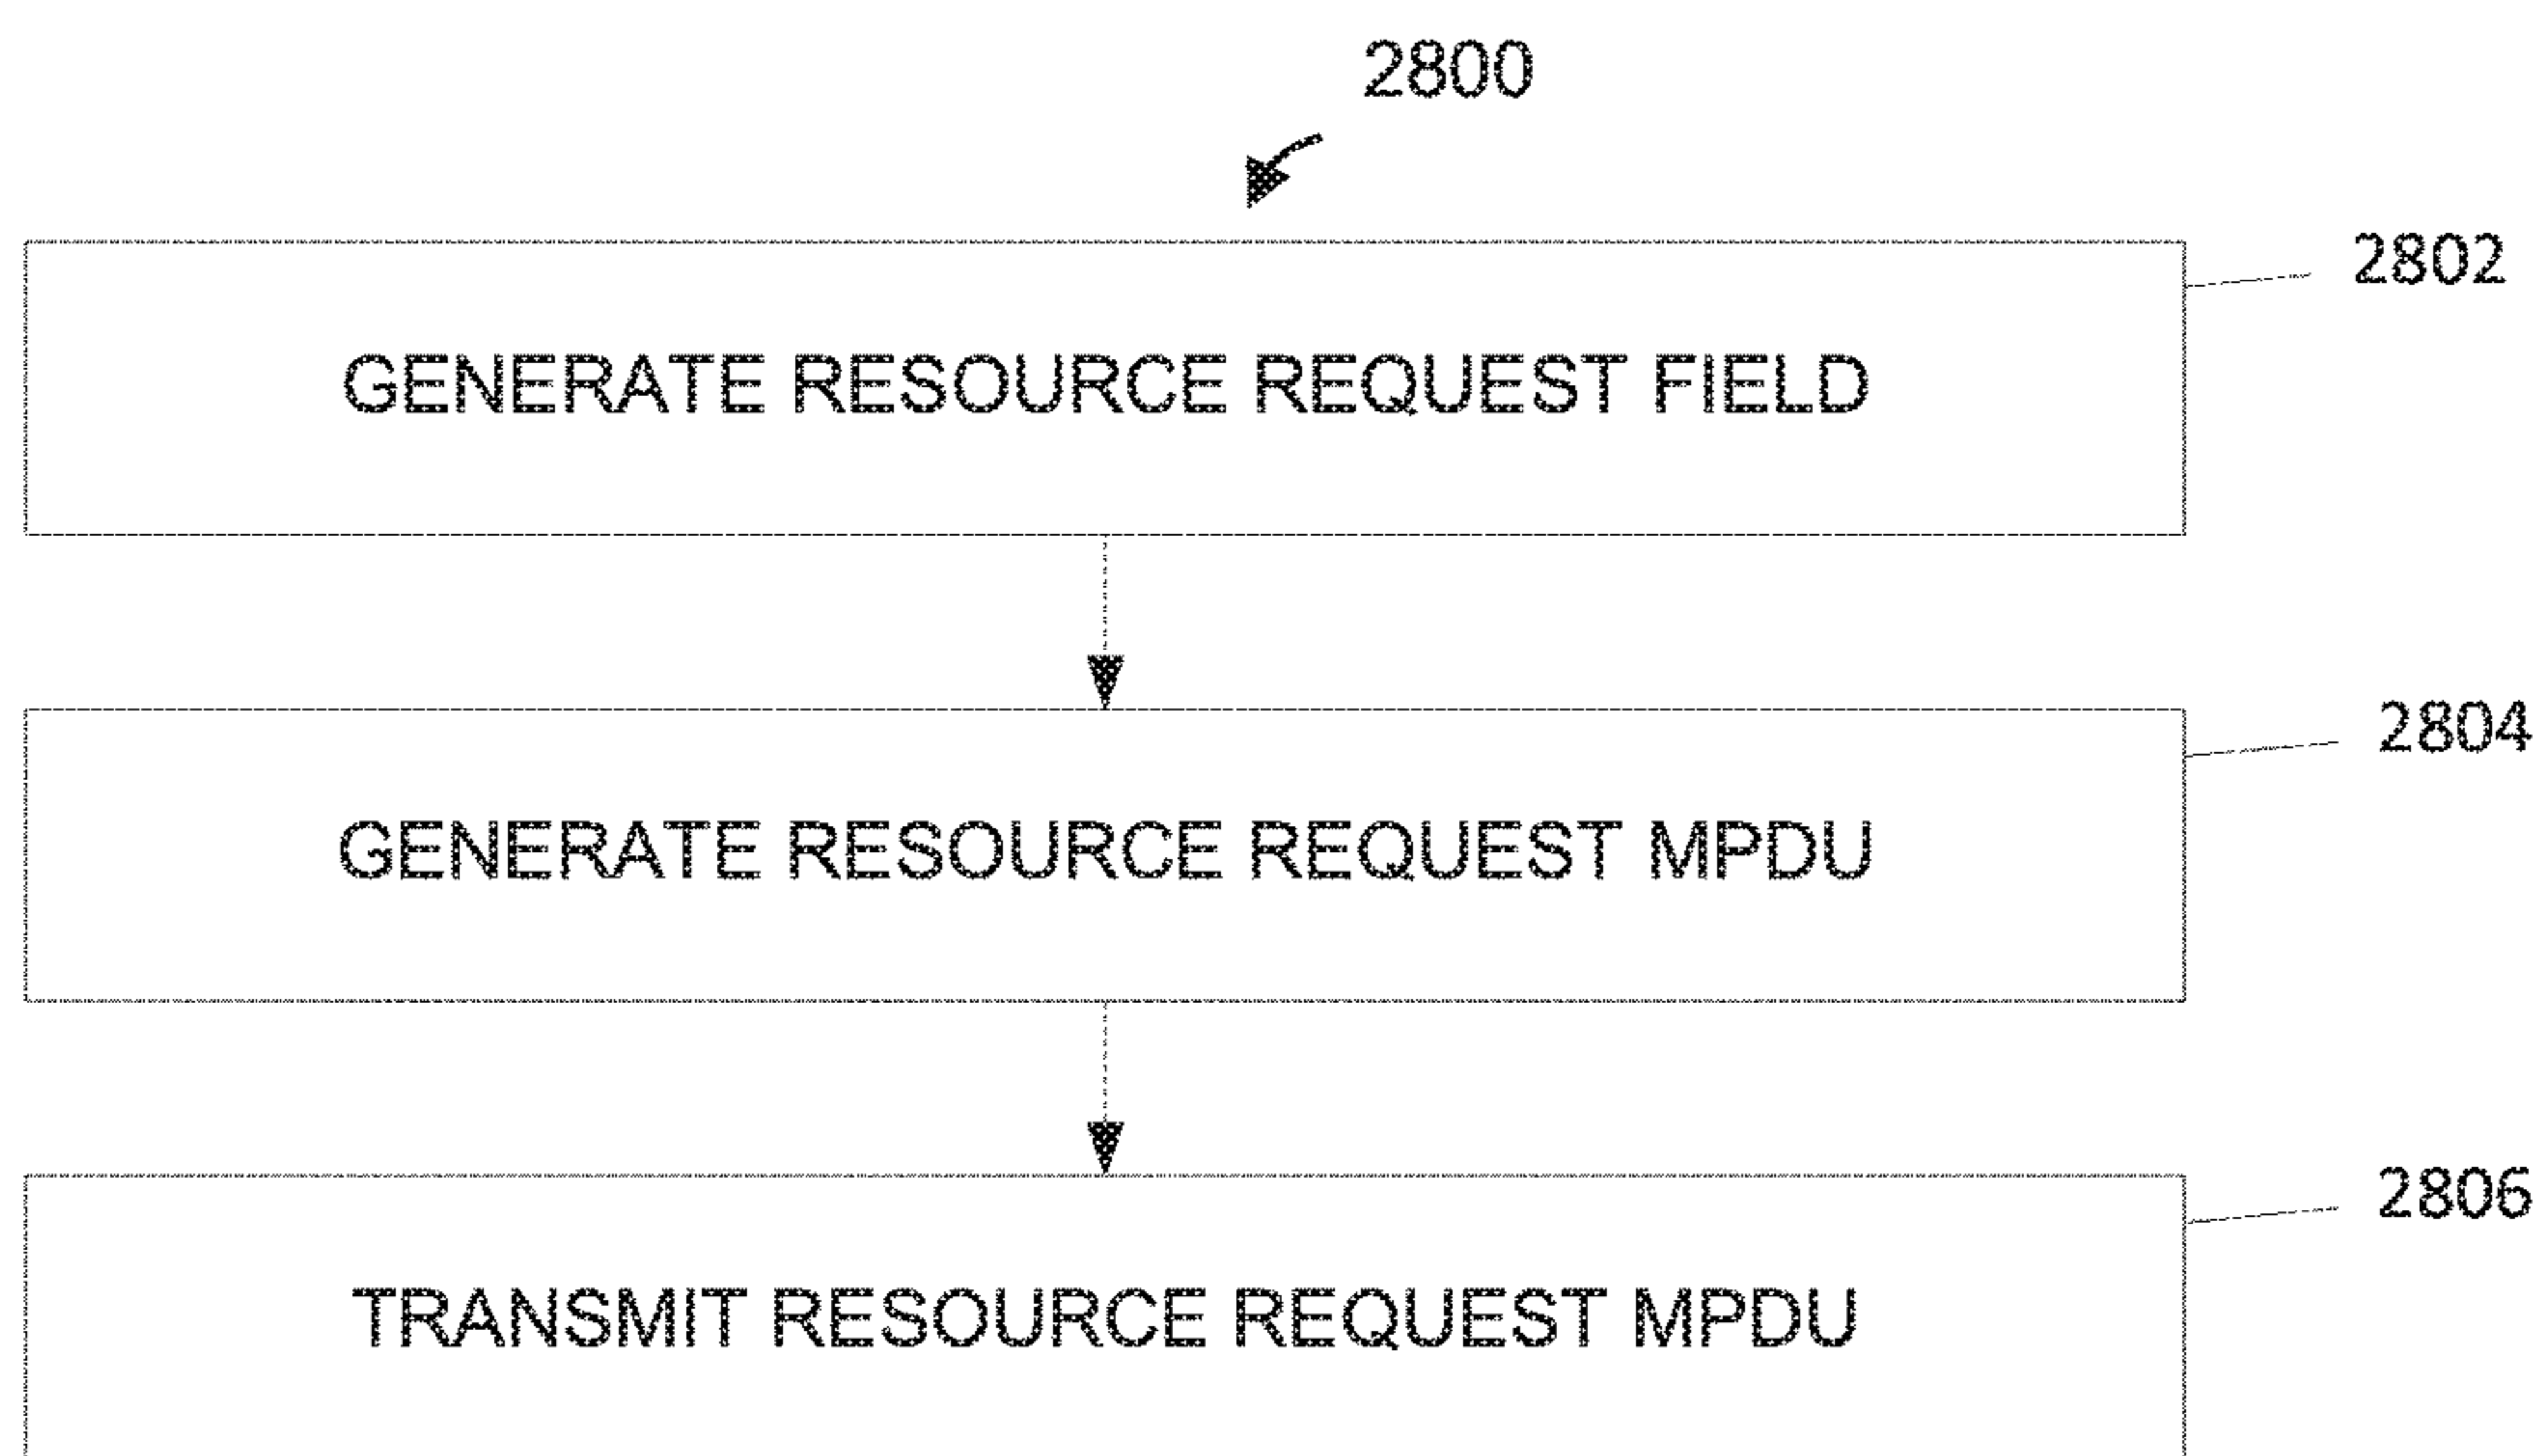 2800
2802
GENERATE RESOURCE REQUEST FIELD
2804
GENERATE RESOURCE REQUEST MPDU
2806
TRANSMIT RESOURCE REQUEST MPDU